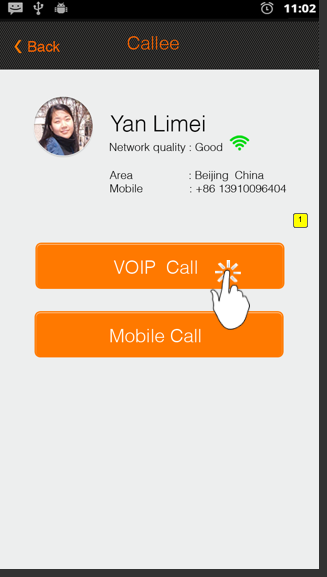 11:02
Back
Callee
Yan Limei
Network quality : Good
Area : Beijing China
Mobile : +86 13910096404
1
VOIP Call
Mobile Call